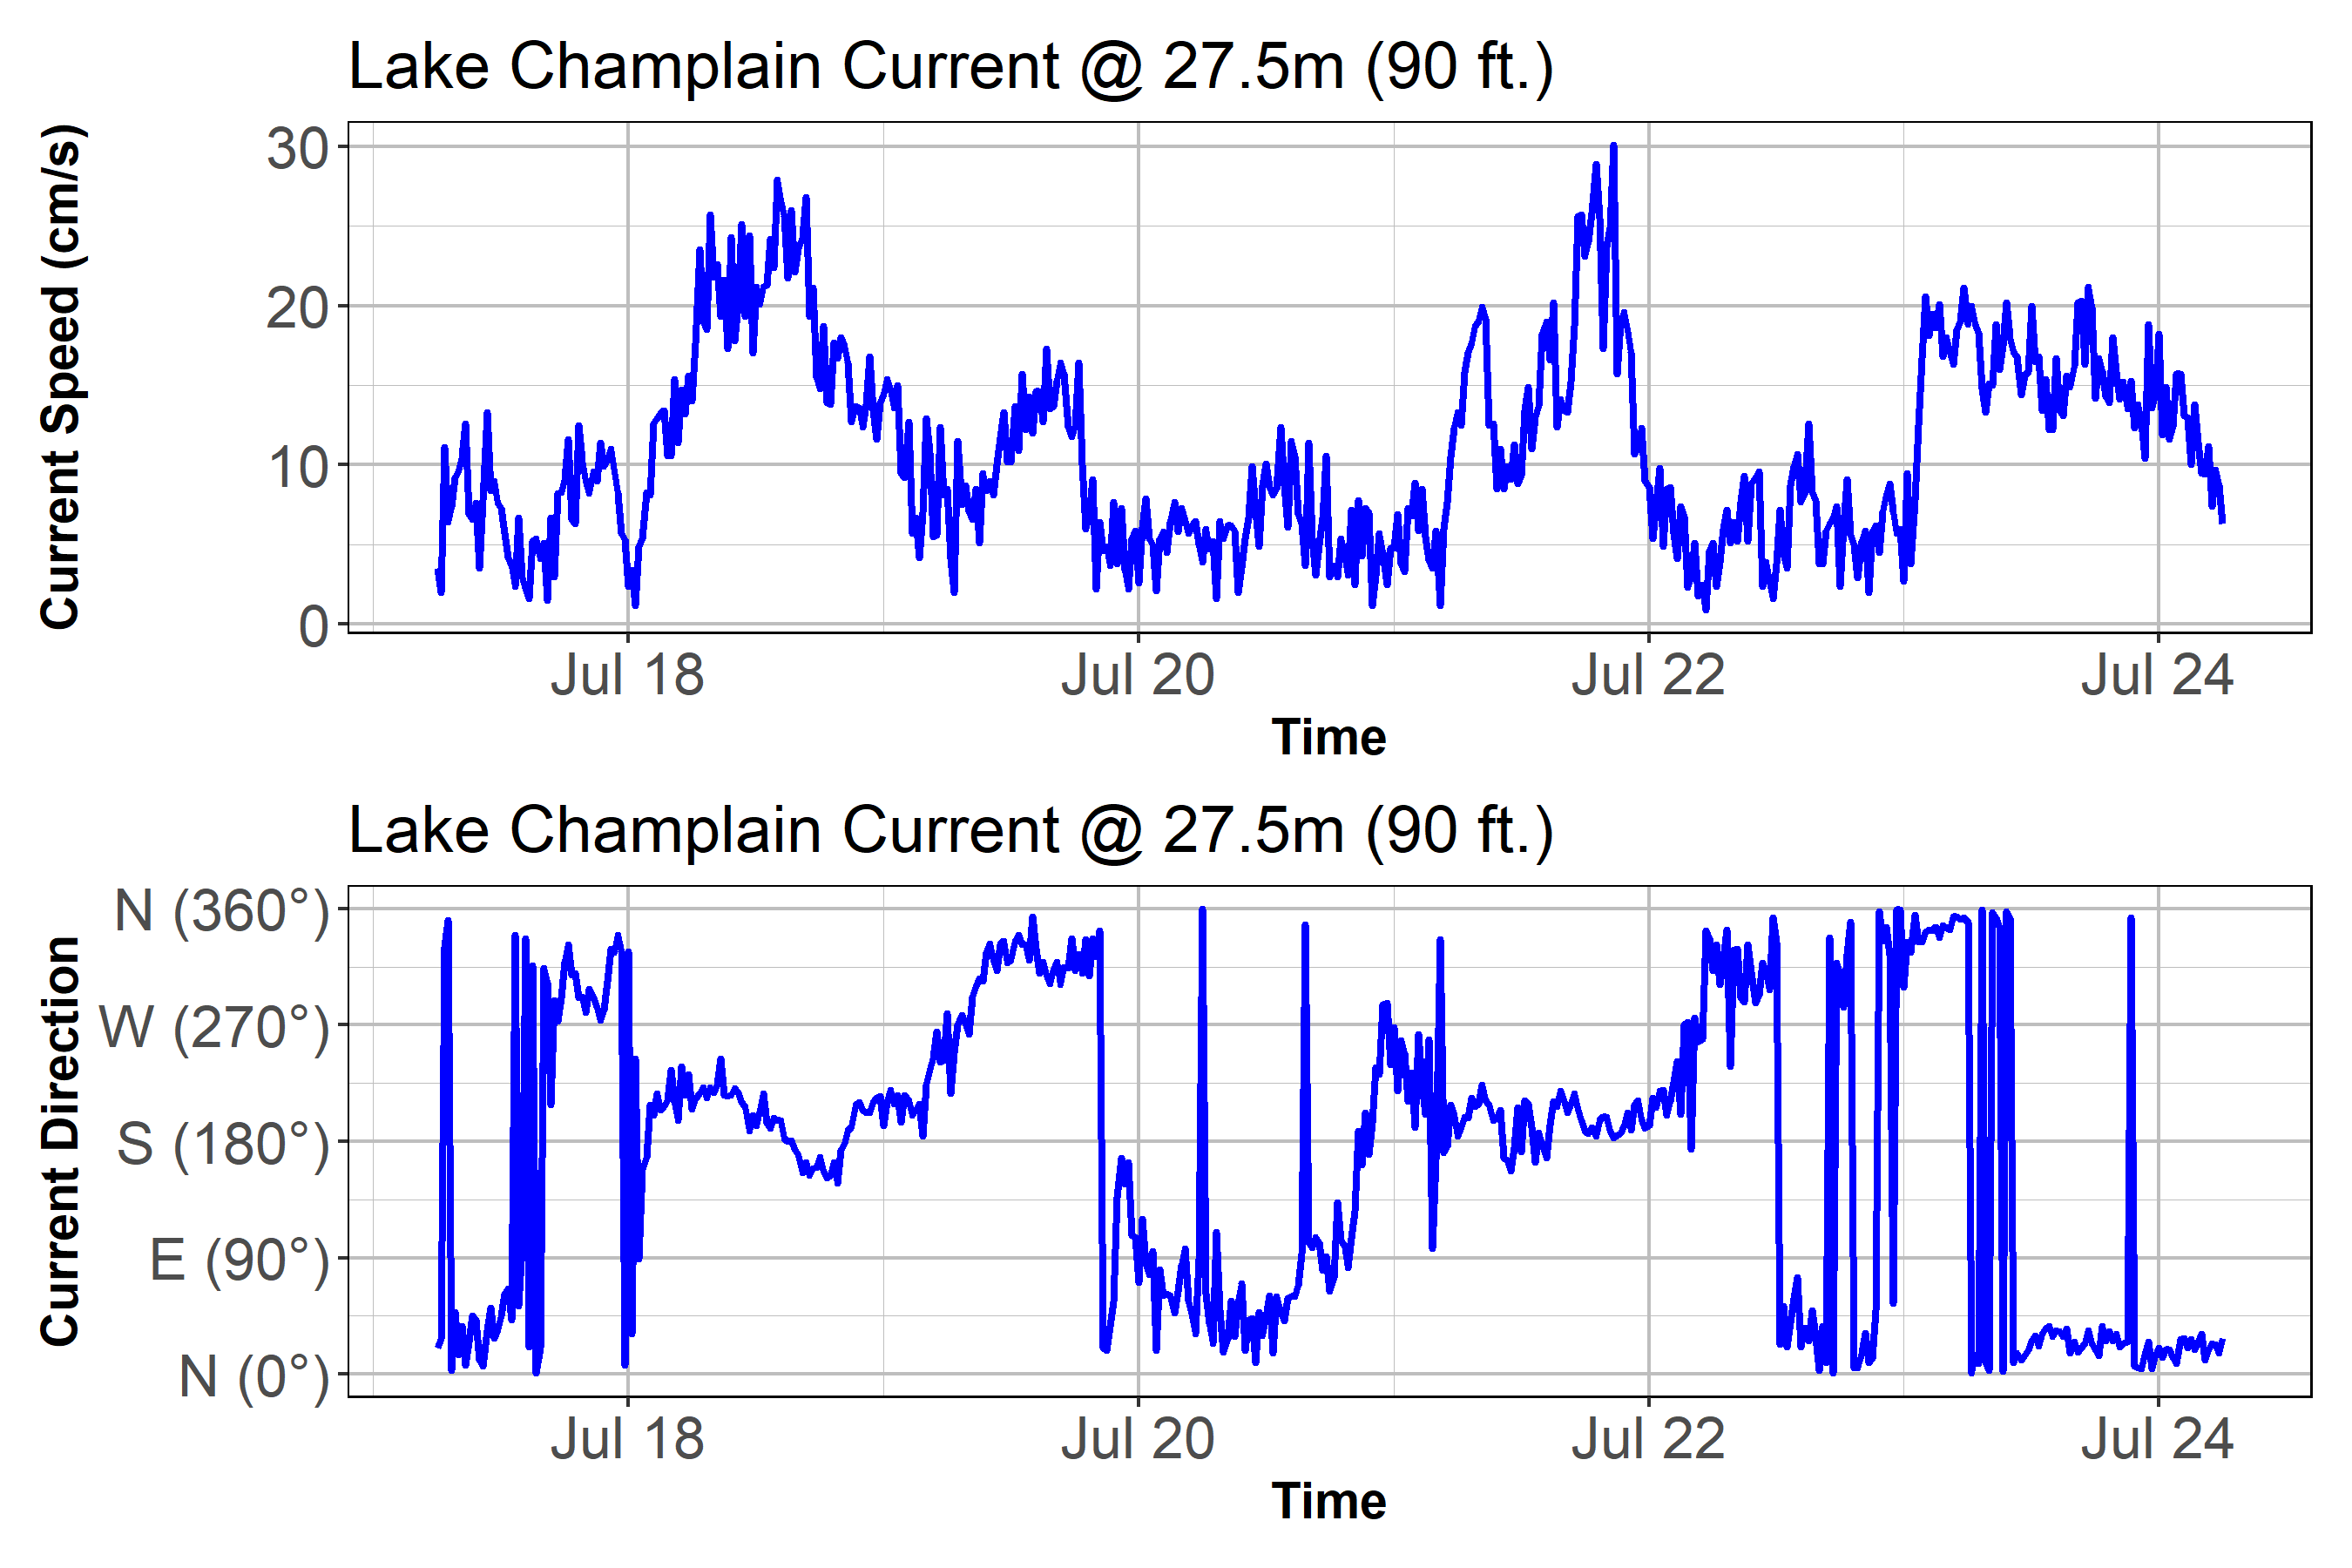 Lake Champlain Current @ 27.5m (90 ft.)
Current Speed (cm/s)
30
20
10
0
Jul 18 Jul 20 Jul 22 Jul 24
Time
Lake Champlain Current @ 27.5m (90 ft.)
Current Direction
N (360°)
W (270°)
S (180°)
E (90°)
N (0°)
Jul 18 Jul 20 Jul 22 Jul 24
Time